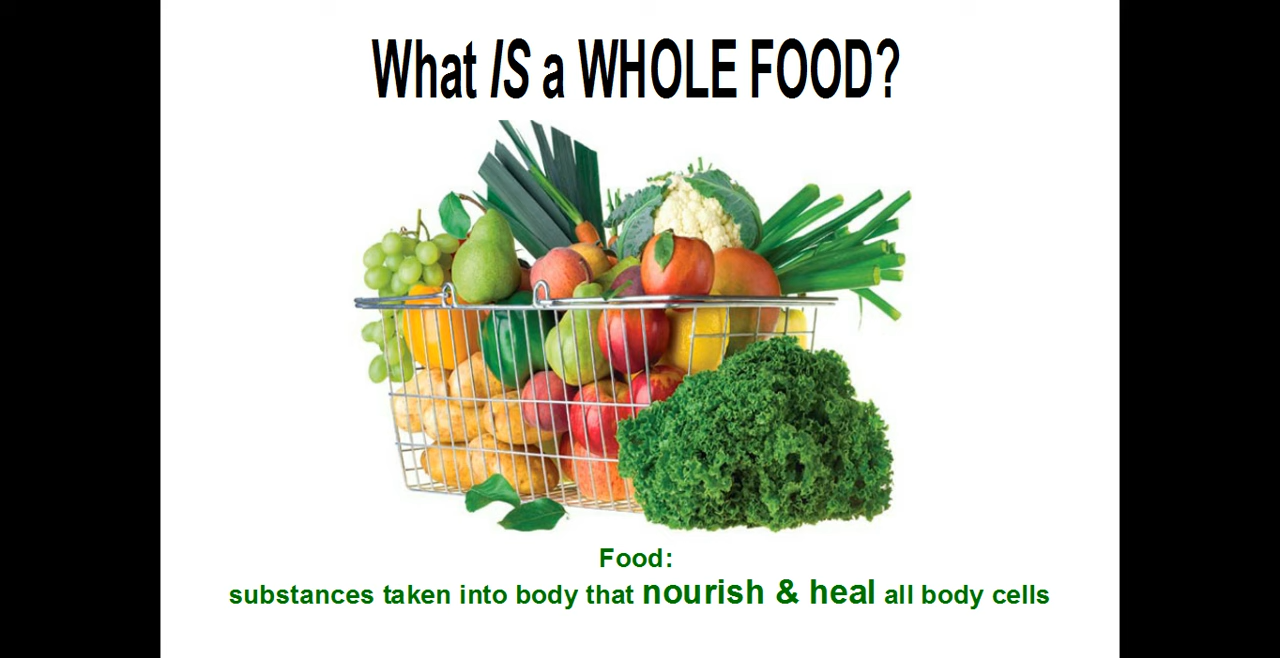 What IS a WHOLE FOOD?
Food:
substances taken into body that nourish & heal all body cells